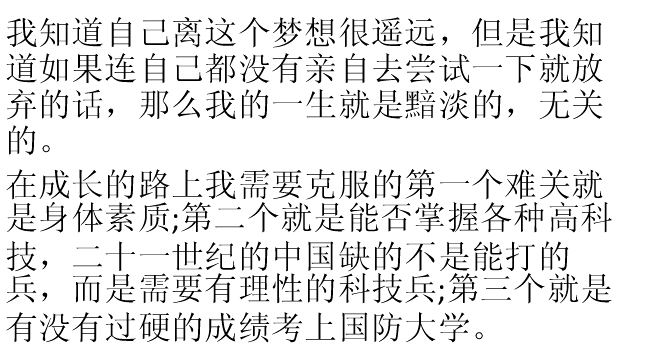 我知道自己离这个梦想很遥远，但是我知
道如果连自己都没有亲自去尝试一下就放
弃的话，那么我的一生就是黯淡的，无关
的。
在成长的路上我需要克服的第一个难关就
是身体素质;第二个就是能否掌握各种高科
技，二十一世纪的中国缺的不是能打的
兵，而是需要有理性的科技兵;第三个就是
有没有过硬的成绩考上国防大学。